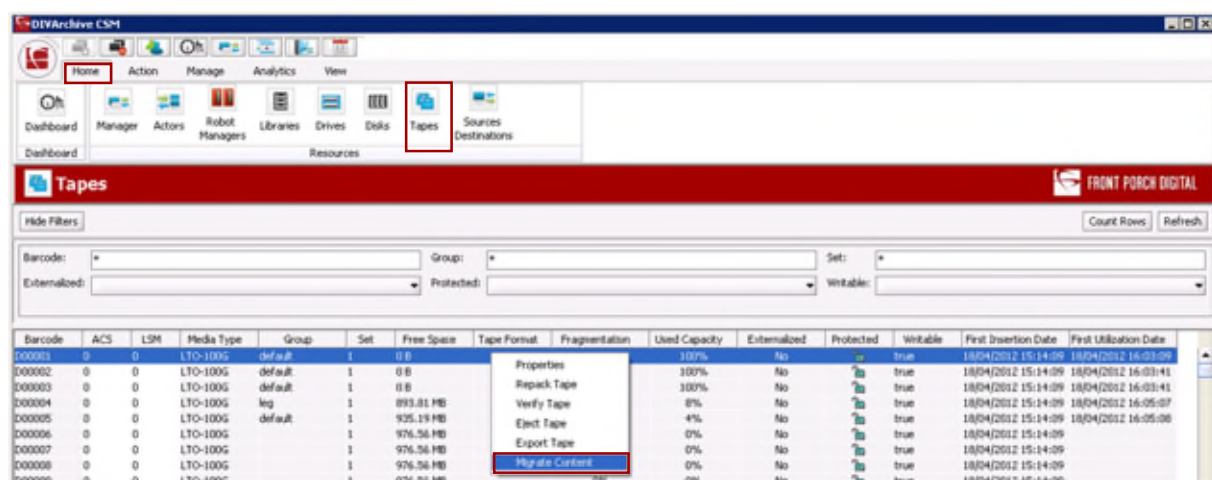 DIVArchive CSM
Home Action Manage Analytics View
Dashboard Manager Actors Robot Managers Libraries Drives Disks Tapes Sources Destinations
Dashboard Resources
Tapes FRONT PORCH DIGITAL
Hide Filters Count Rows Refresh
Barcode: * Group: * Set: *
Externalized: Protected: Writable:
Barcode ACS LSM Media Type Group Set Free Space Tape Format Fragmentation Used Capacity Externalized Protected Writable First Insertion Date First Utilization Date
D00001 0 0 LTO-100G default 1 0 B 100% No true 18/04/2012 15:14:09 18/04/2012 16:03:09
D00002 0 0 LTO-100G default 1 0 B 100% No true 18/04/2012 15:14:09 18/04/2012 16:03:41
D00003 0 0 LTO-100G default 1 0 B 100% No true 18/04/2012 15:14:09 18/04/2012 16:03:41
D00004 0 0 LTO-100G leg 1 893.81 MB 8% No true 18/04/2012 15:14:09 18/04/2012 16:05:07
D00005 0 0 LTO-100G default 1 935.19 MB 4% No true 18/04/2012 15:14:09 18/04/2012 16:05:08
D00006 0 0 LTO-100G 1 976.56 MB 0% No true 18/04/2012 15:14:09
D00007 0 0 LTO-100G 1 976.56 MB 0% No true 18/04/2012 15:14:09
D00008 0 0 LTO-100G 1 976.56 MB 0% No true 18/04/2012 15:14:09
Properties
Repack Tape
Verify Tape
Eject Tape
Export Tape
Migrate Content